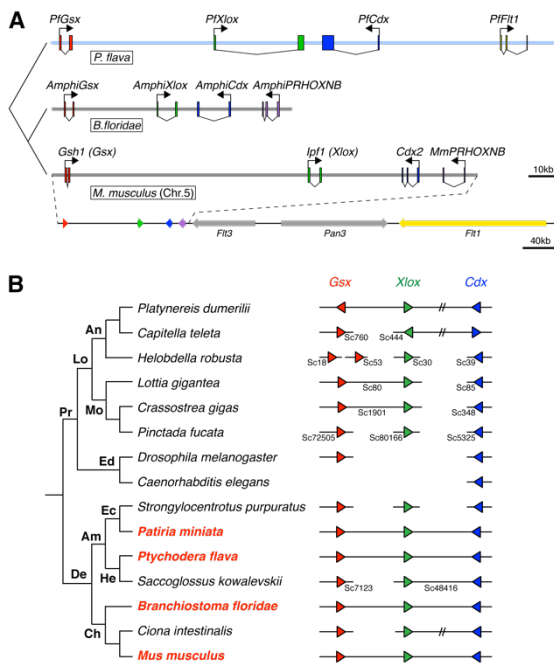 A
PfGsx PfXlox PfCdx PfFlt1
P. flava
AmphiGsx AmphiXlox AmphiCdx AmphiPRHOXNB
B.floridae
Gsh1 (Gsx) Ipf1 (Xlox) Cdx2 MmPRHOXNB
M. musculus (Chr.5)
10kb
Flt3 Pan3 Flt1
40kb
B
Gsx Xlox Cdx
Platynereis dumerilii //
An
Capitella teleta //
Sc760 Sc444
Lo
Helobdella robusta
Sc18 Sc53 Sc30 Sc39
Lottia gigantea
Sc80 Sc85
Mo
Crassostrea gigas
Sc1901 Sc348
Pr
Pinctada fucata
Sc72505 Sc80166 Sc5325
Ed
Drosophila melanogaster
Caenorhabditis elegans
Ec
Strongylocentrotus purpuratus
Am
Patiria miniata
Ptychodera flava
De
He
Saccoglossus kowalevskii
Sc7123 Sc48416
Branchiostoma floridae
Ch
Ciona intestinalis //
Mus musculus